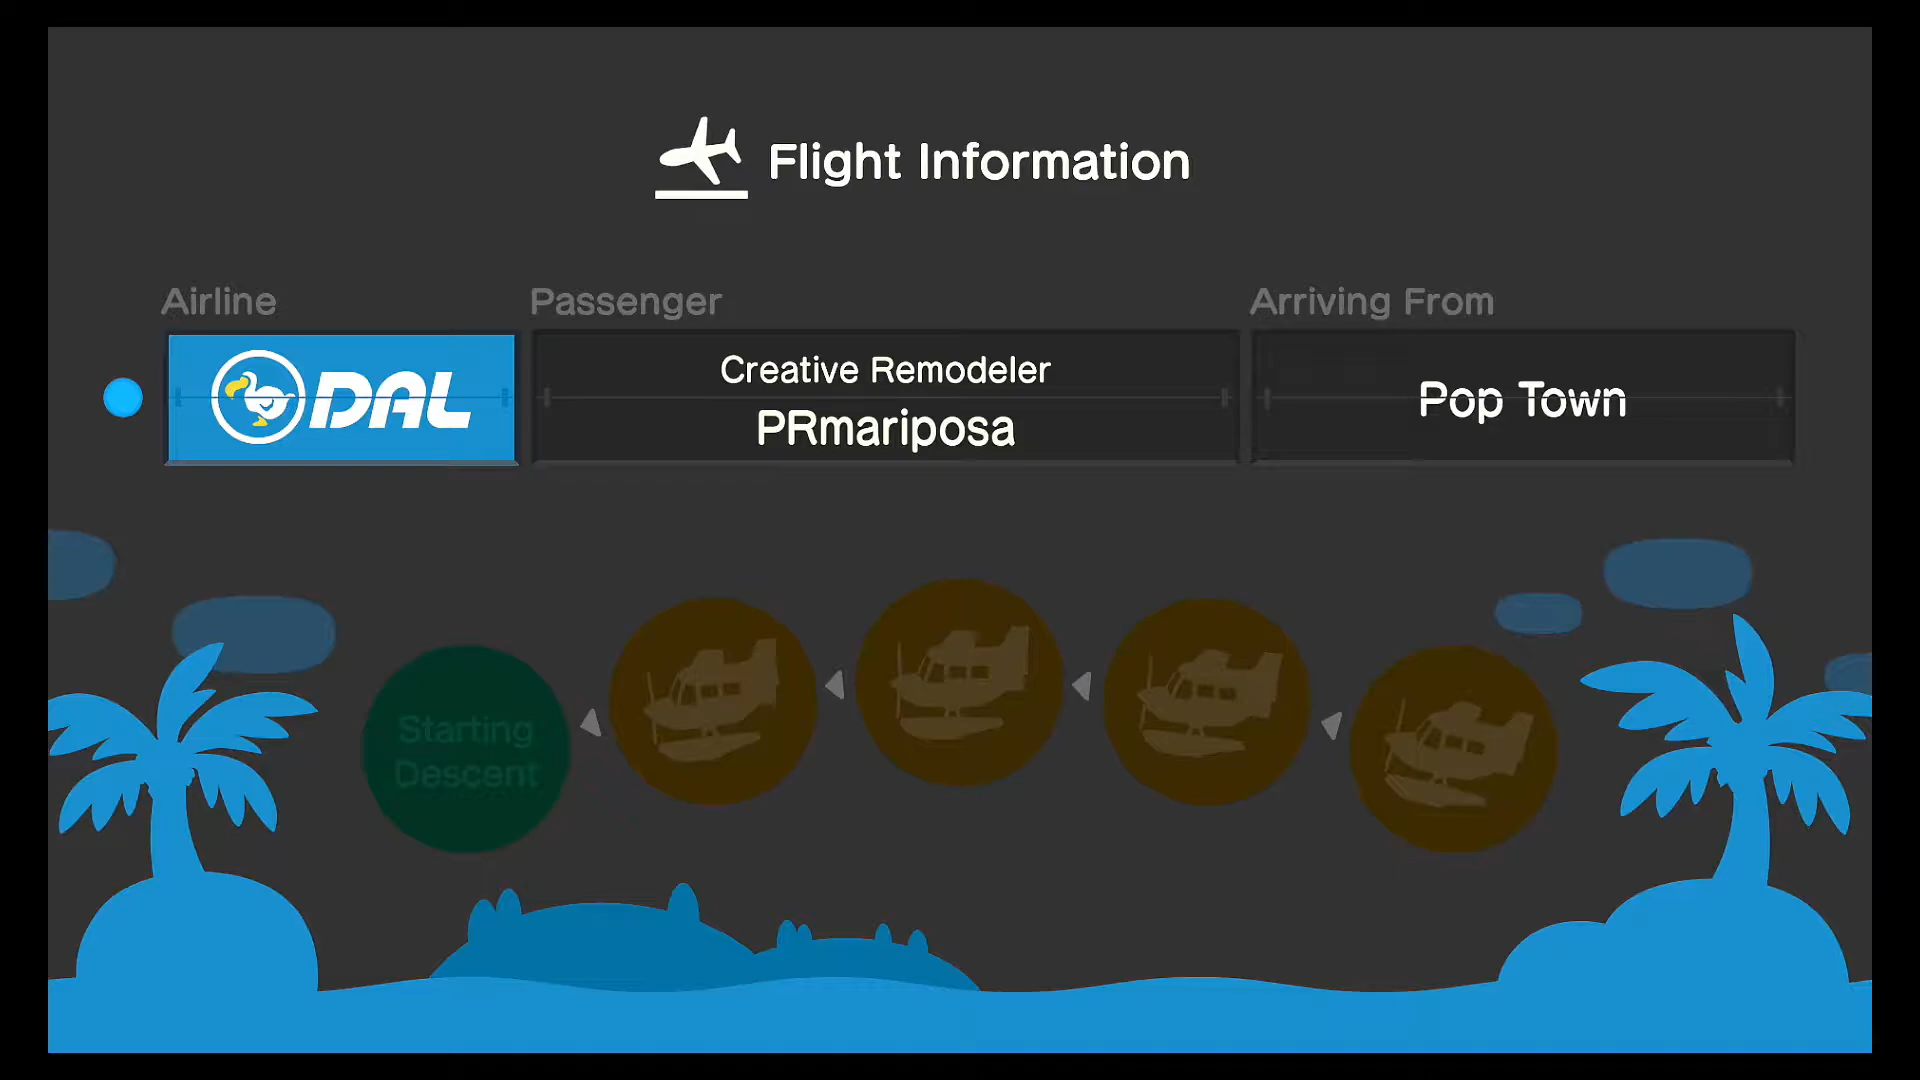 Flight Information
Airline
Passenger
Arriving From
DAL
Creative Remodeler
PRmariposa
Pop Town
Starting
Descent